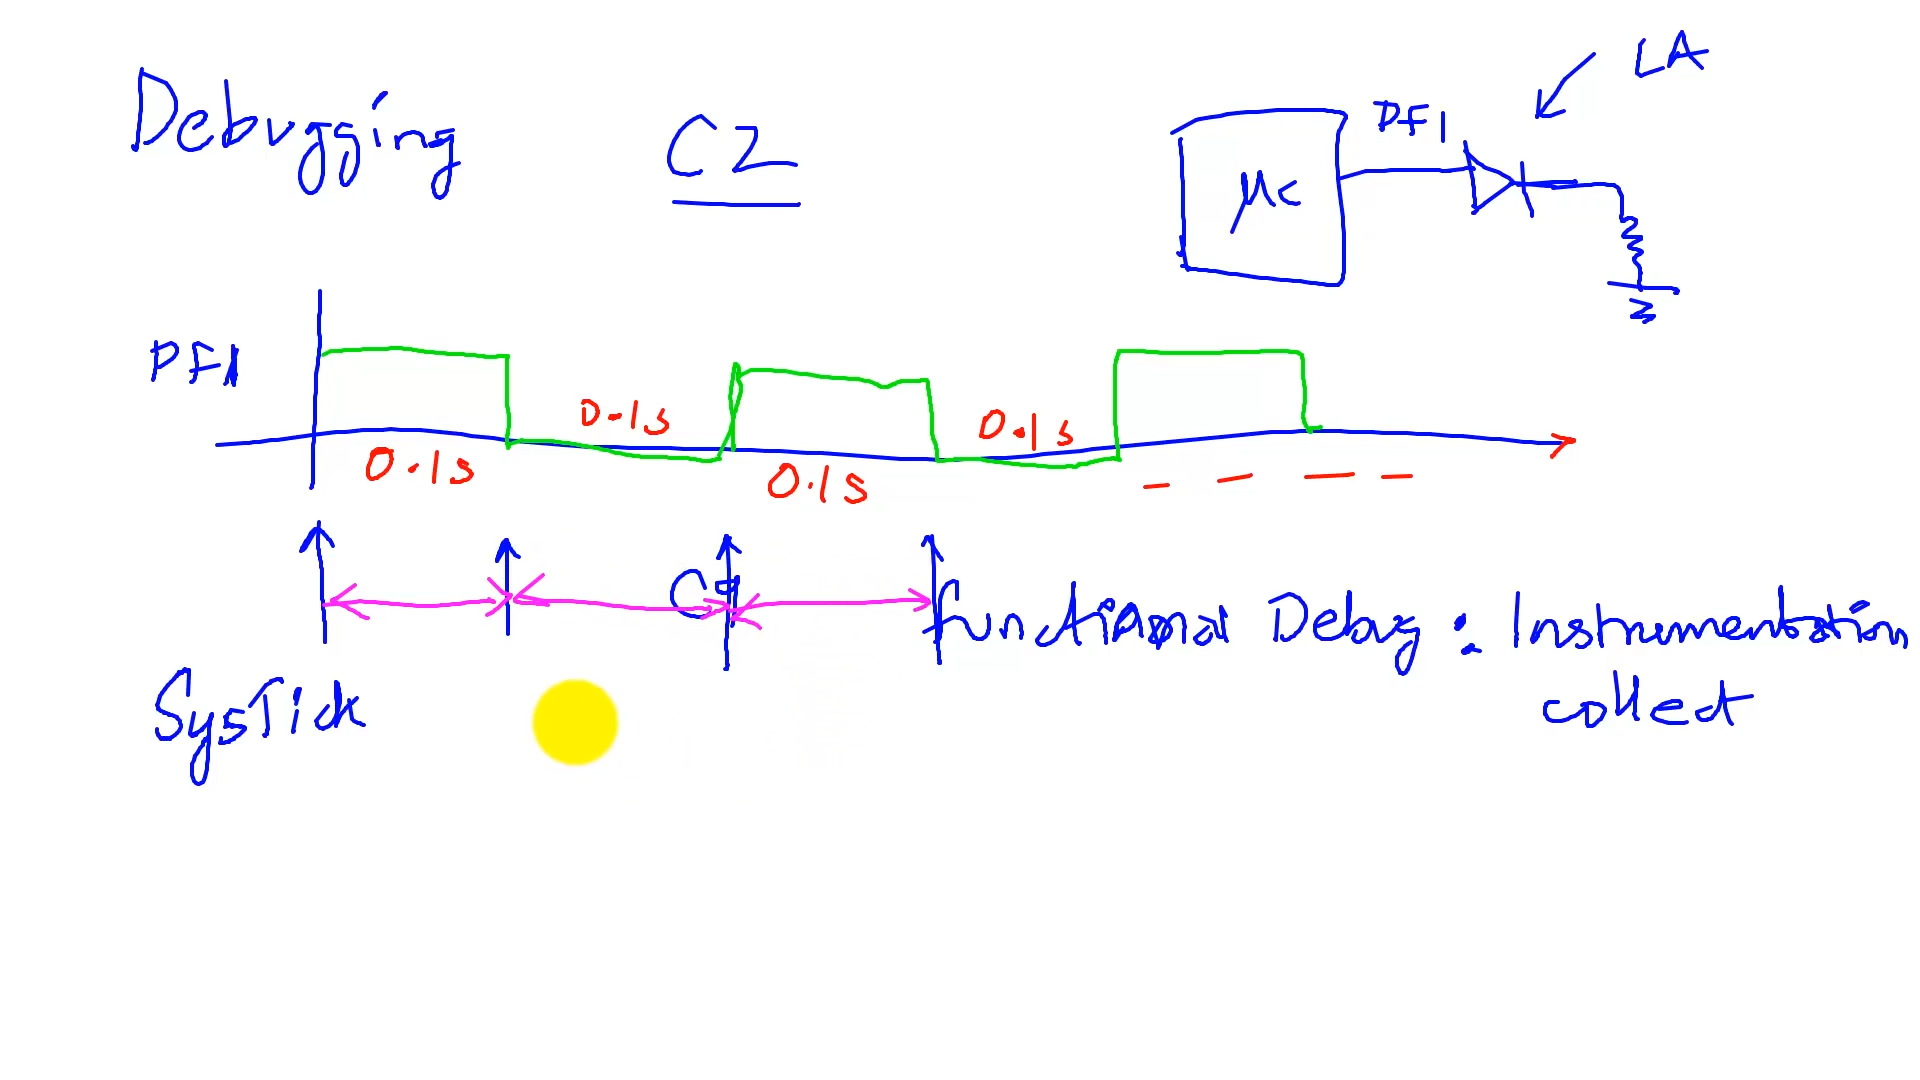 LA
Debugging C2
PF1
μc
PF1
0.1s 0.1s
0.1s 0.1s
C9 functional Debug: Instrumentation
collect
SysTick